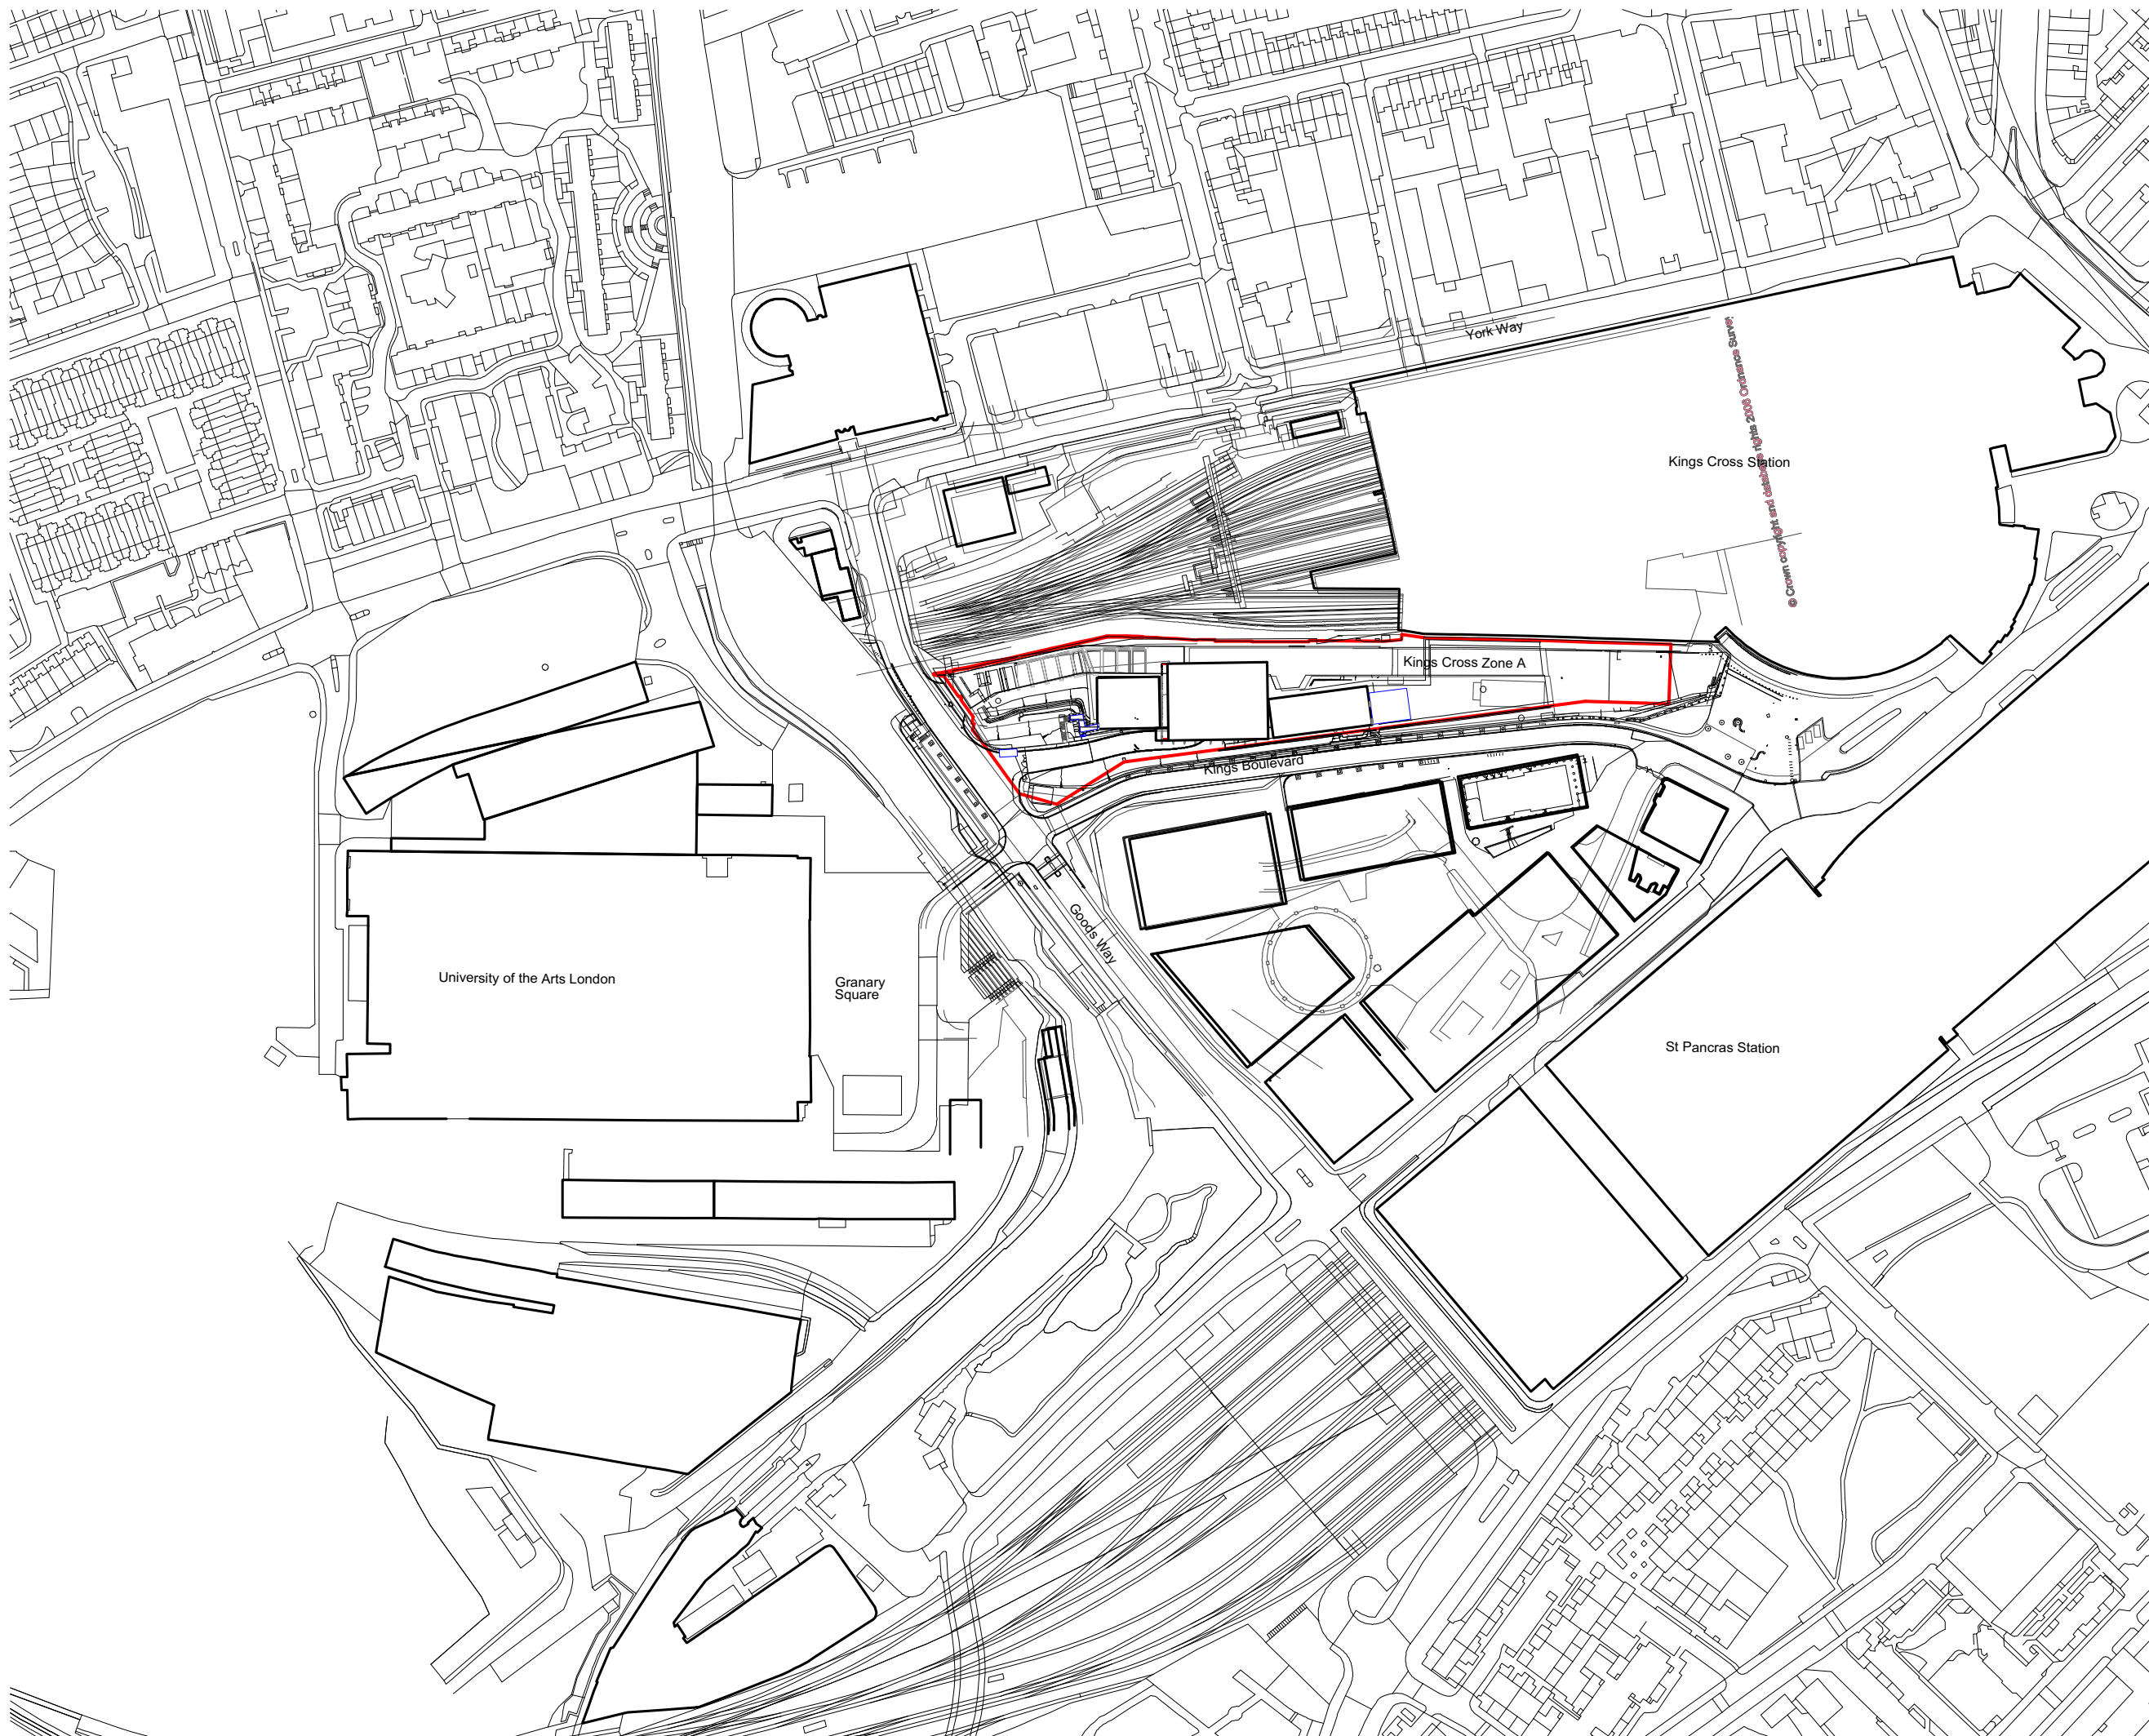 York Way
© Crown copyright and database rights 2006 Ordnance Survey
Kings Cross Station
Kings Cross Zone A
Kings Boulevard
Goods Way
University of the Arts London
Granary
Square
St Pancras Station